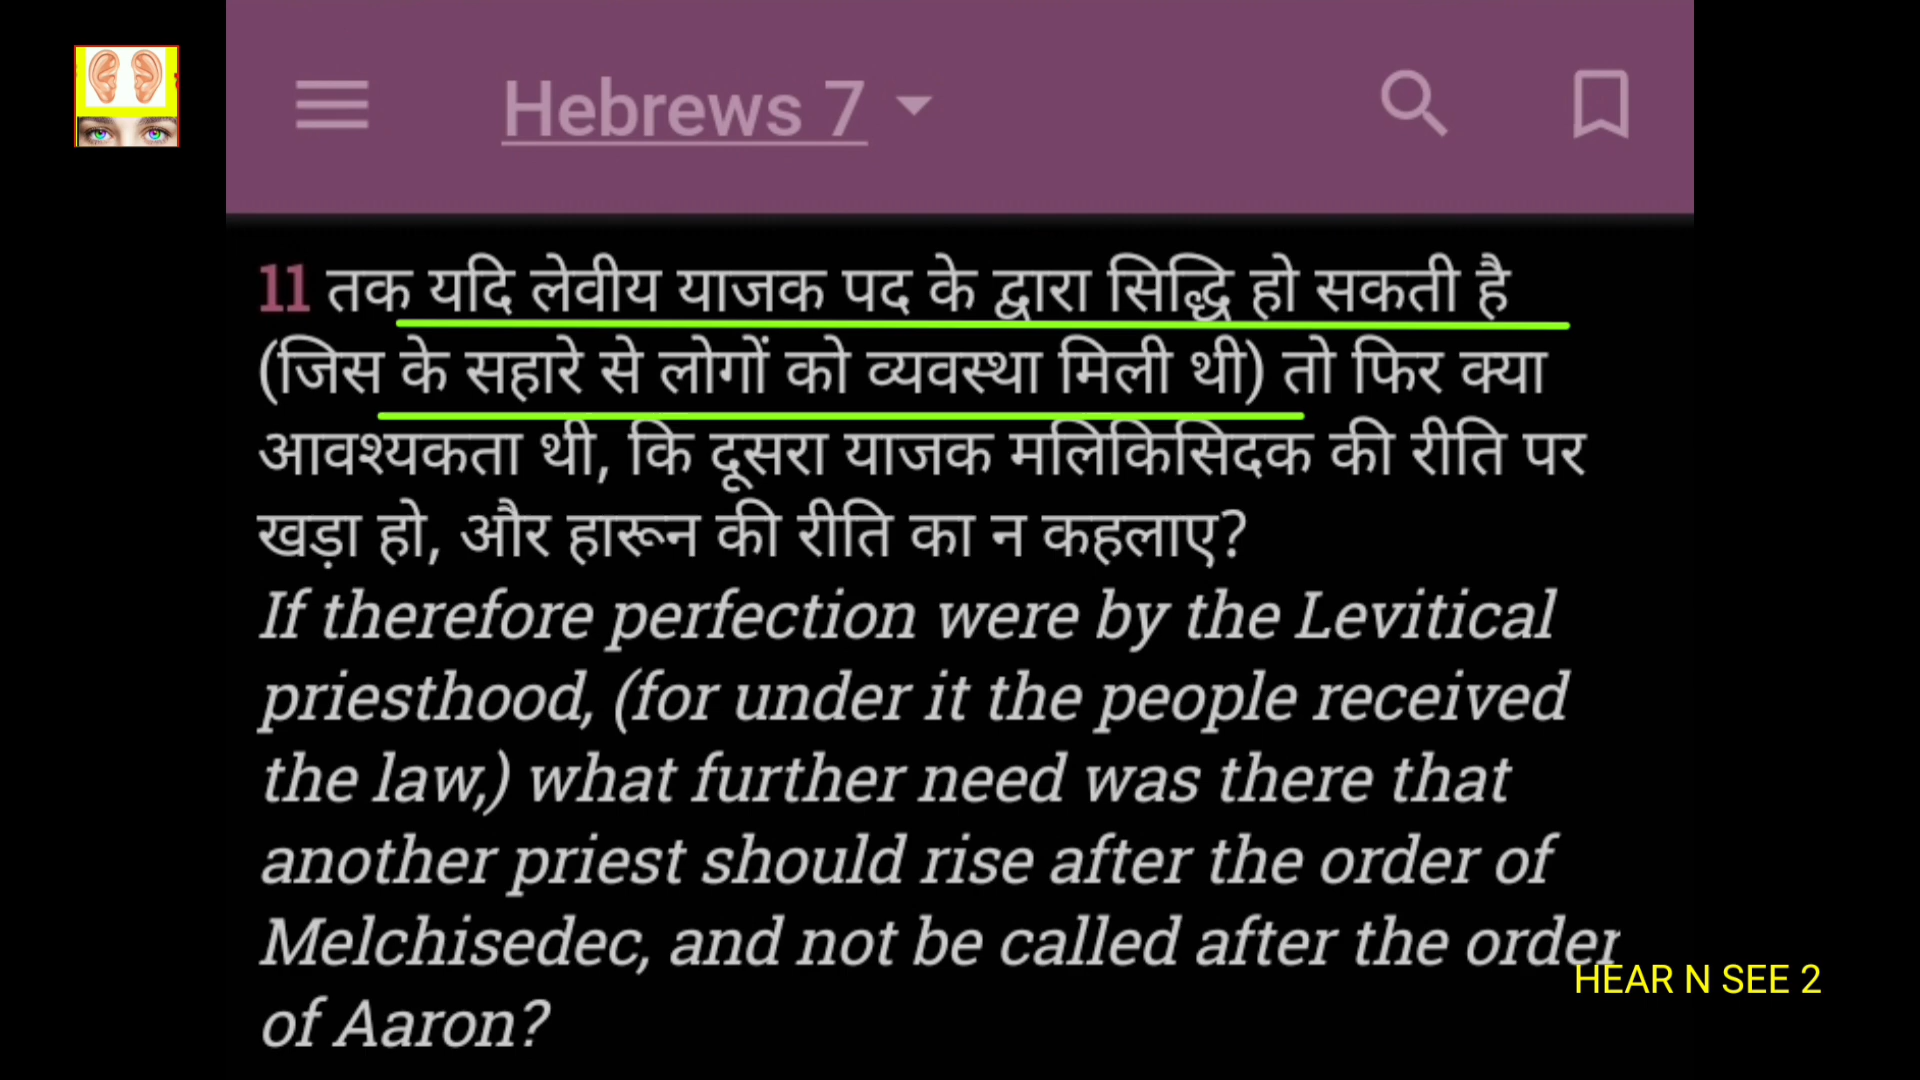 Hebrews 7
11 तक यदि लेवीय याजक पद के द्वारा सिद्धि हो सकती है
(जिस के सहारे से लोगों को व्यवस्था मिली थी) तो फिर क्या
आवश्यकता थी, कि दूसरा याजक मलिकिसिदक की रीति पर
खड़ा हो, और हारून की रीति का न कहलाए?
If therefore perfection were by the Levitical
priesthood, (for under it the people received
the law,) what further need was there that
another priest should rise after the order of
Melchisedec, and not be called after the order
of Aaron?
HEAR N SEE 2